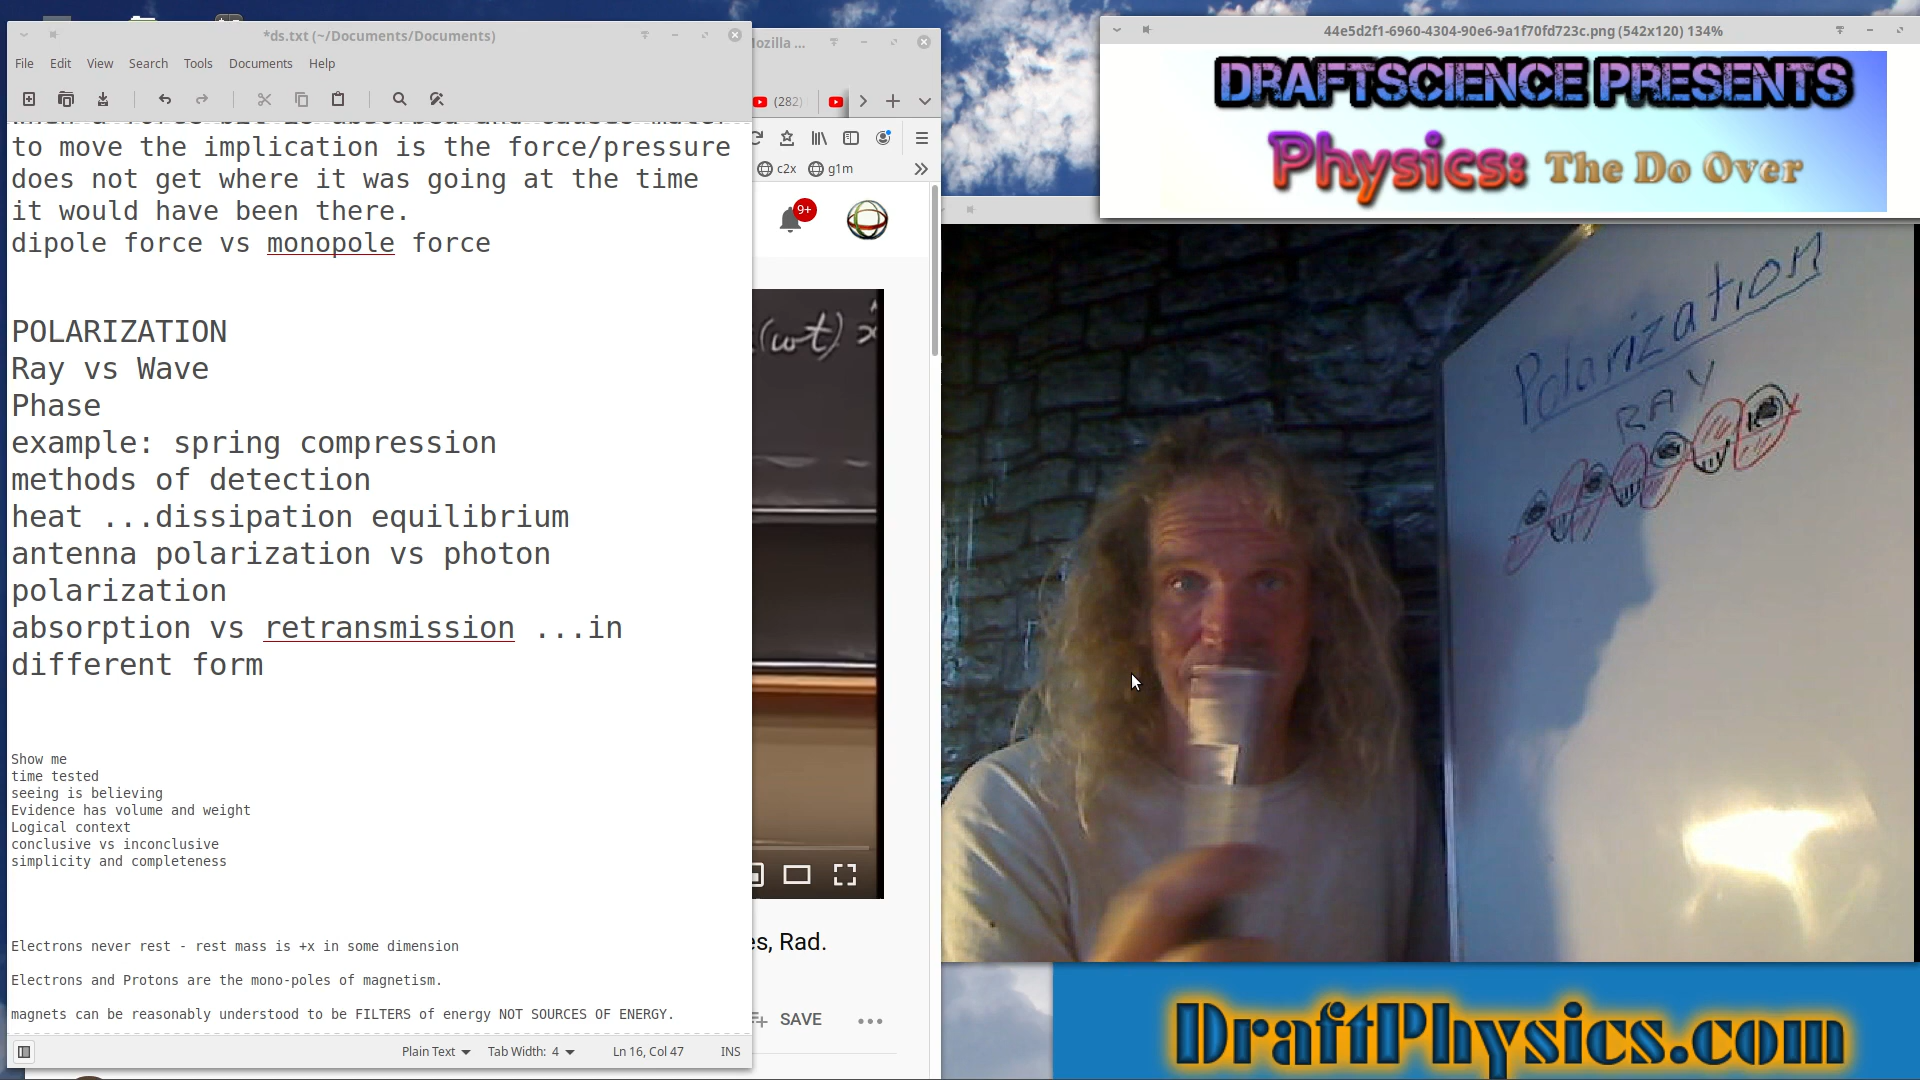 *ds.txt (~/Documents/Documents)
File Edit View Search Tools Documents Help
to move the implication is the force/pressure
does not get where it was going at the time
it would have been there.
dipole force vs monopole force
POLARIZATION
Ray vs Wave
Phase
example: spring compression
methods of detection
heat ...dissipation equilibrium
antenna polarization vs photon
polarization
absorption vs retransmission ...in
different form
Show me
time tested
seeing is believing
Evidence has volume and weight
Logical context
conclusive vs inconclusive
simplicity and completeness
Electrons never rest - rest mass is +x in some dimension
Electrons and Protons are the mono-poles of magnetism.
magnets can be reasonably understood to be FILTERS of energy NOT SOURCES OF ENERGY.
Plain Text Tab Width: 4 Ln 16, Col 47 INS
ozilla ...
(282)
c2x g1m
9+
(ωt) x̂
es, Rad.
SAVE
44e5d2f1-6960-4304-90e6-9a1f70fd723c.png (542x120) 134%
DRAFTSCIENCE PRESENTS
Physics: The Do Over
Polarization
RAY
DraftPhysics.com